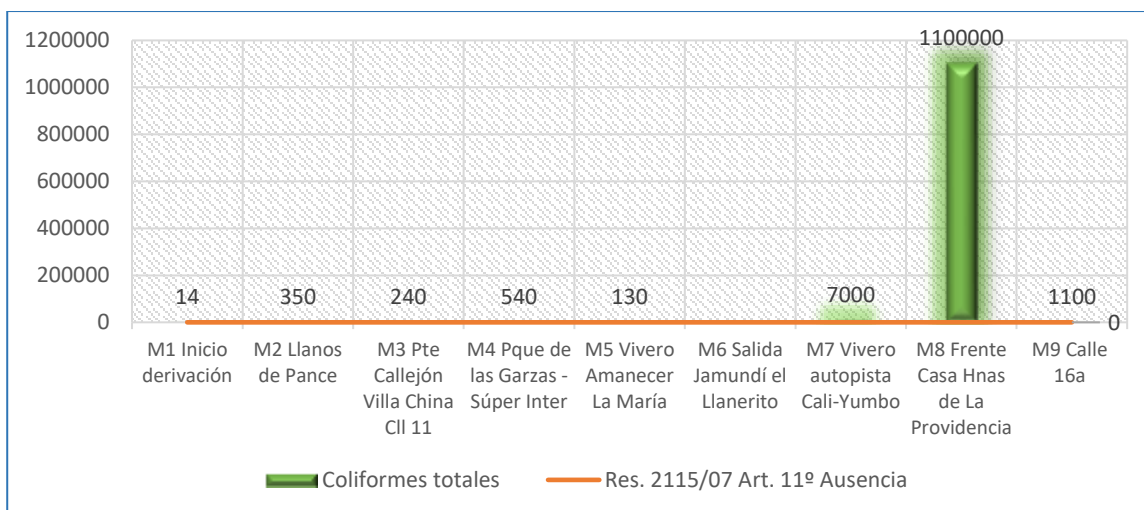 1200000
1000000
800000
600000
400000
200000
0
1100000
14
350
240
540
130
7000
1100
0
M1 Inicio
derivación
M2 Llanos
de Pance
M3 Pte
Callejón
Villa China
Cll 11
M4 Pque de
las Garzas -
Súper Inter
M5 Vivero
Amanecer
La María
M6 Salida
Jamundí el
Llanerito
M7 Vivero
autopista
Cali-Yumbo
M8 Frente
Casa Hnas
de La
Providencia
M9 Calle
16a
Coliformes totales
Res. 2115/07 Art. 11º Ausencia